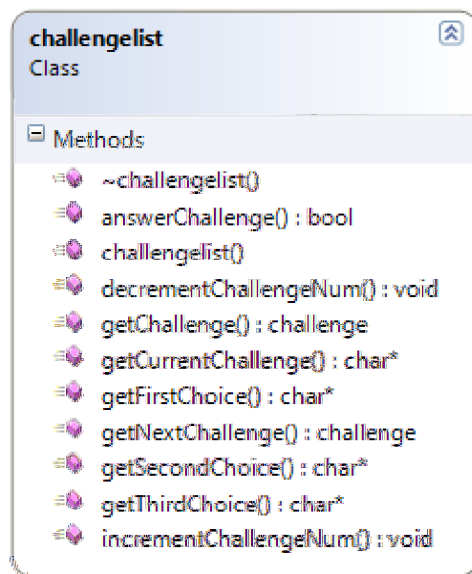 challengelist
Class
Methods
~challengelist()
answerChallenge() : bool
challengelist()
decrementChallengeNum() : void
getChallenge() : challenge
getCurrentChallenge() : char*
getFirstChoice() : char*
getNextChallenge() : challenge
getSecondChoice() : char*
getThirdChoice() : char*
incrementChallengeNum() : void